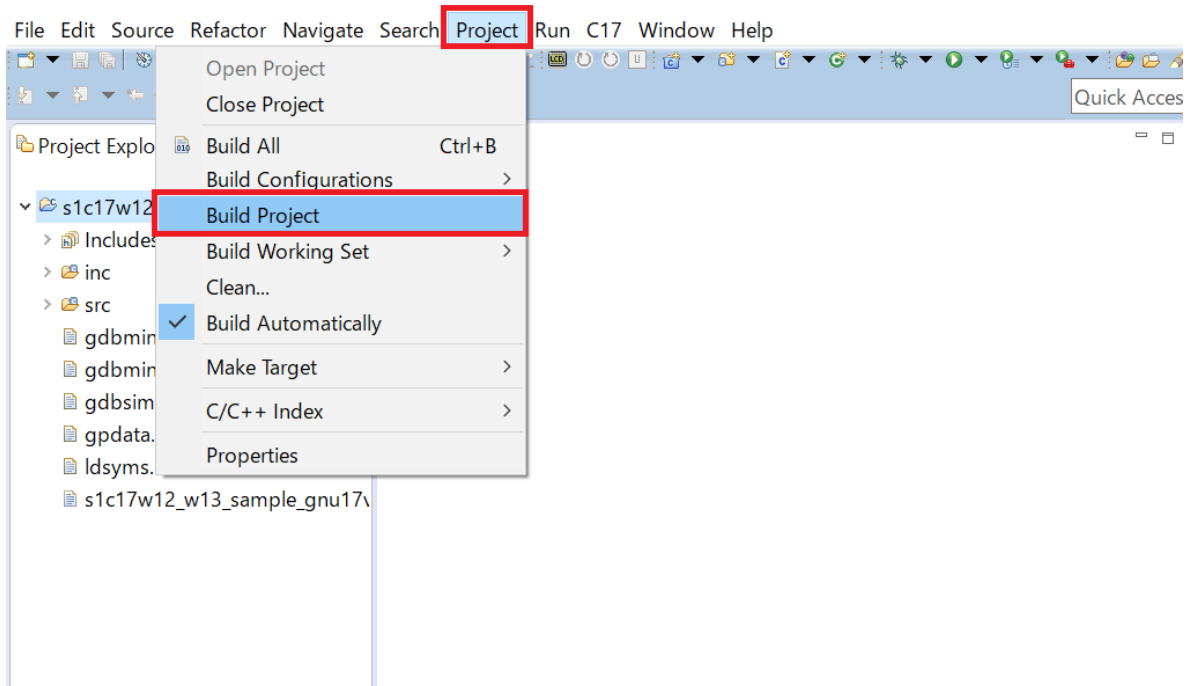 File Edit Source Refactor Navigate Search Project Run C17 Window Help
Quick Acces
Project Explo
s1c17w12
Includes
inc
src
gdbmin
gdbmin
gdbsim
gpdata.
ldsyms.
s1c17w12_w13_sample_gnu17v
Open Project
Close Project
Build All Ctrl+B
Build Configurations
Build Project
Build Working Set
Clean...
Build Automatically
Make Target
C/C++ Index
Properties